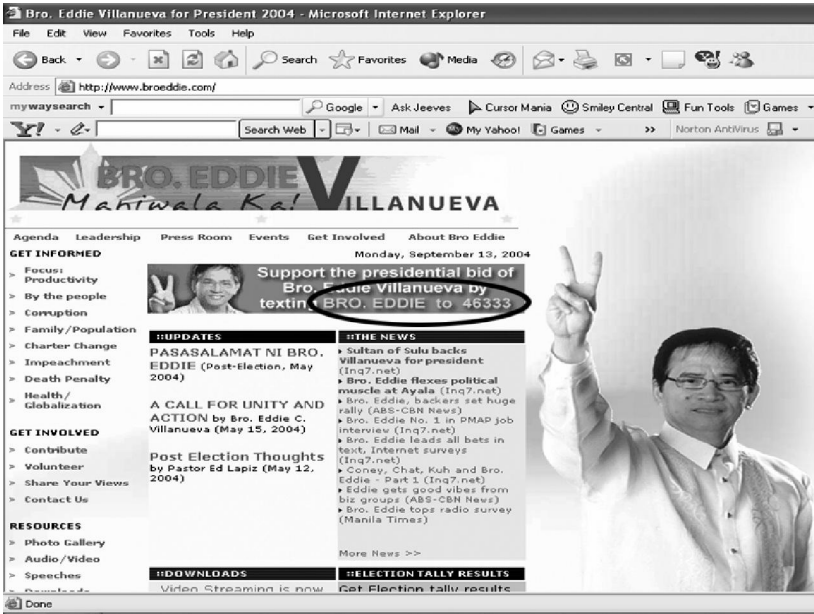 Bro. Eddie Villanueva for President 2004 - Microsoft Internet Explorer
File Edit View Favorites Tools Help
Back Search Favorites Media
Address http://www.broeddie.com/
mywaysearch Google Ask Jeeves Cursor Mania Smiley Central Fun Tools Games
Y! Search Web Mail My Yahoo! Games >> Norton AntiVirus
BRO. EDDIE VILLANUEVA
Maniwala Ka!
Agenda Leadership Press Room Events Get Involved About Bro Eddie
GET INFORMED
> Focus:
Productivity
> By the people
> Corruption
> Family/Population
> Charter Change
> Impeachment
> Death Penalty
> Health/
Globalization
GET INVOLVED
> Contribute
> Volunteer
> Share Your Views
> Contact Us
RESOURCES
> Photo Gallery
> Audio/Video
> Speeches
> Downloads
Monday, September 13, 2004
Support the presidential bid of
Bro. Eddie Villanueva by
texting BRO. EDDIE to 46333
::UPDATES
PASASALAMAT NI BRO.
EDDIE (Post-Election, May
2004)
A CALL FOR UNITY AND
ACTION by Bro. Eddie C.
Villanueva (May 15, 2004)
Post Election Thoughts
by Pastor Ed Lapiz (May 12,
2004)
::THE NEWS
Sultan of Sulu backs
Villanueva for president
(Inq7.net)
Bro. Eddie flexes political
muscle at Ayala (Inq7.net)
Bro. Eddie, backers set huge
rally (ABS-CBN News)
Bro. Eddie No. 1 in PMAP job
interview (Inq7.net)
Bro. Eddie leads all bets in
text, Internet surveys
(Inq7.net)
Coney, Chat, Kuh and Bro.
Eddie - Part 1 (Inq7.net)
Eddie gets good vibes from
biz groups (ABS-CBN News)
Bro. Eddie tops radio survey
(Manila Times)
More News >>
::DOWNLOADS
Video Streaming is now
::ELECTION TALLY RESULTS
Get Election tally results
Done